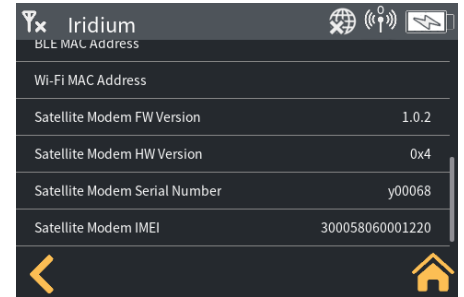 Iridium
BLE MAC Address
Wi-Fi MAC Address
Satellite Modem FW Version 1.0.2
Satellite Modem HW Version 0x4
Satellite Modem Serial Number y00068
Satellite Modem IMEI 300058060001220